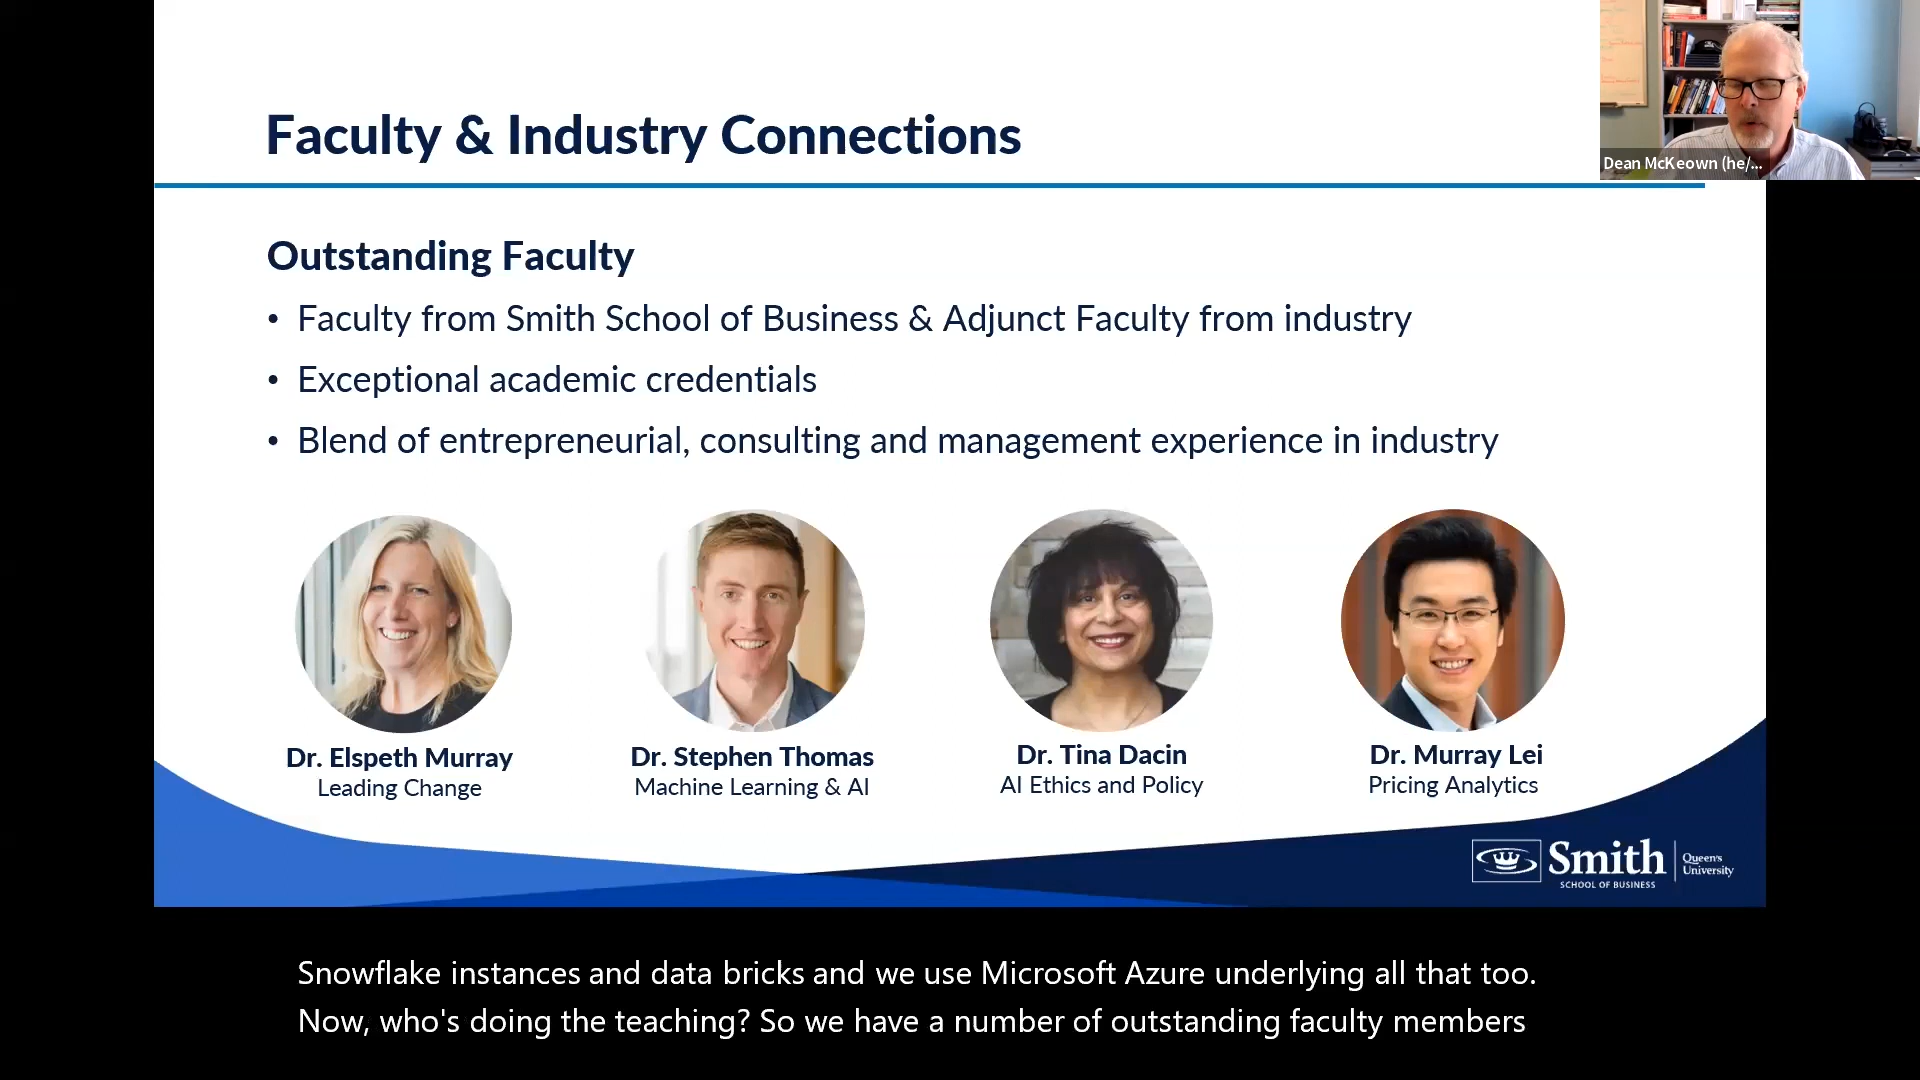 Faculty & Industry Connections
Dean McKeown (he/...
Outstanding Faculty
• Faculty from Smith School of Business & Adjunct Faculty from industry
• Exceptional academic credentials
• Blend of entrepreneurial, consulting and management experience in industry
Dr. Elspeth Murray
Leading Change
Dr. Stephen Thomas
Machine Learning & AI
Dr. Tina Dacin
AI Ethics and Policy
Dr. Murray Lei
Pricing Analytics
Smith
SCHOOL OF BUSINESS
Queen's
University
Snowflake instances and data bricks and we use Microsoft Azure underlying all that too.
Now, who's doing the teaching? So we have a number of outstanding faculty members